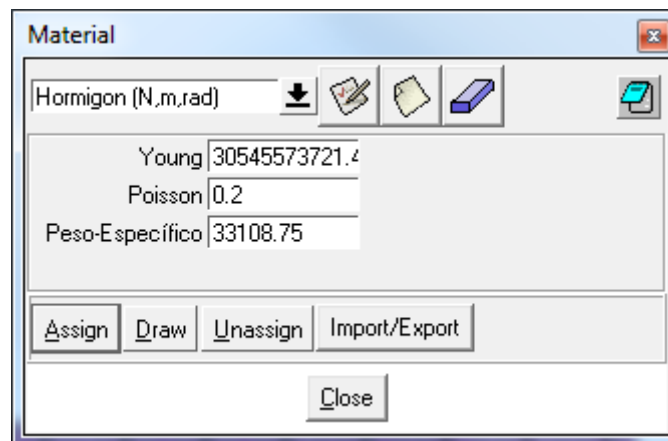 Material
Hormigon (N,m,rad)
Young 30545573721.4
Poisson 0.2
Peso-Específico 33108.75
Assign Draw Unassign Import/Export
Close